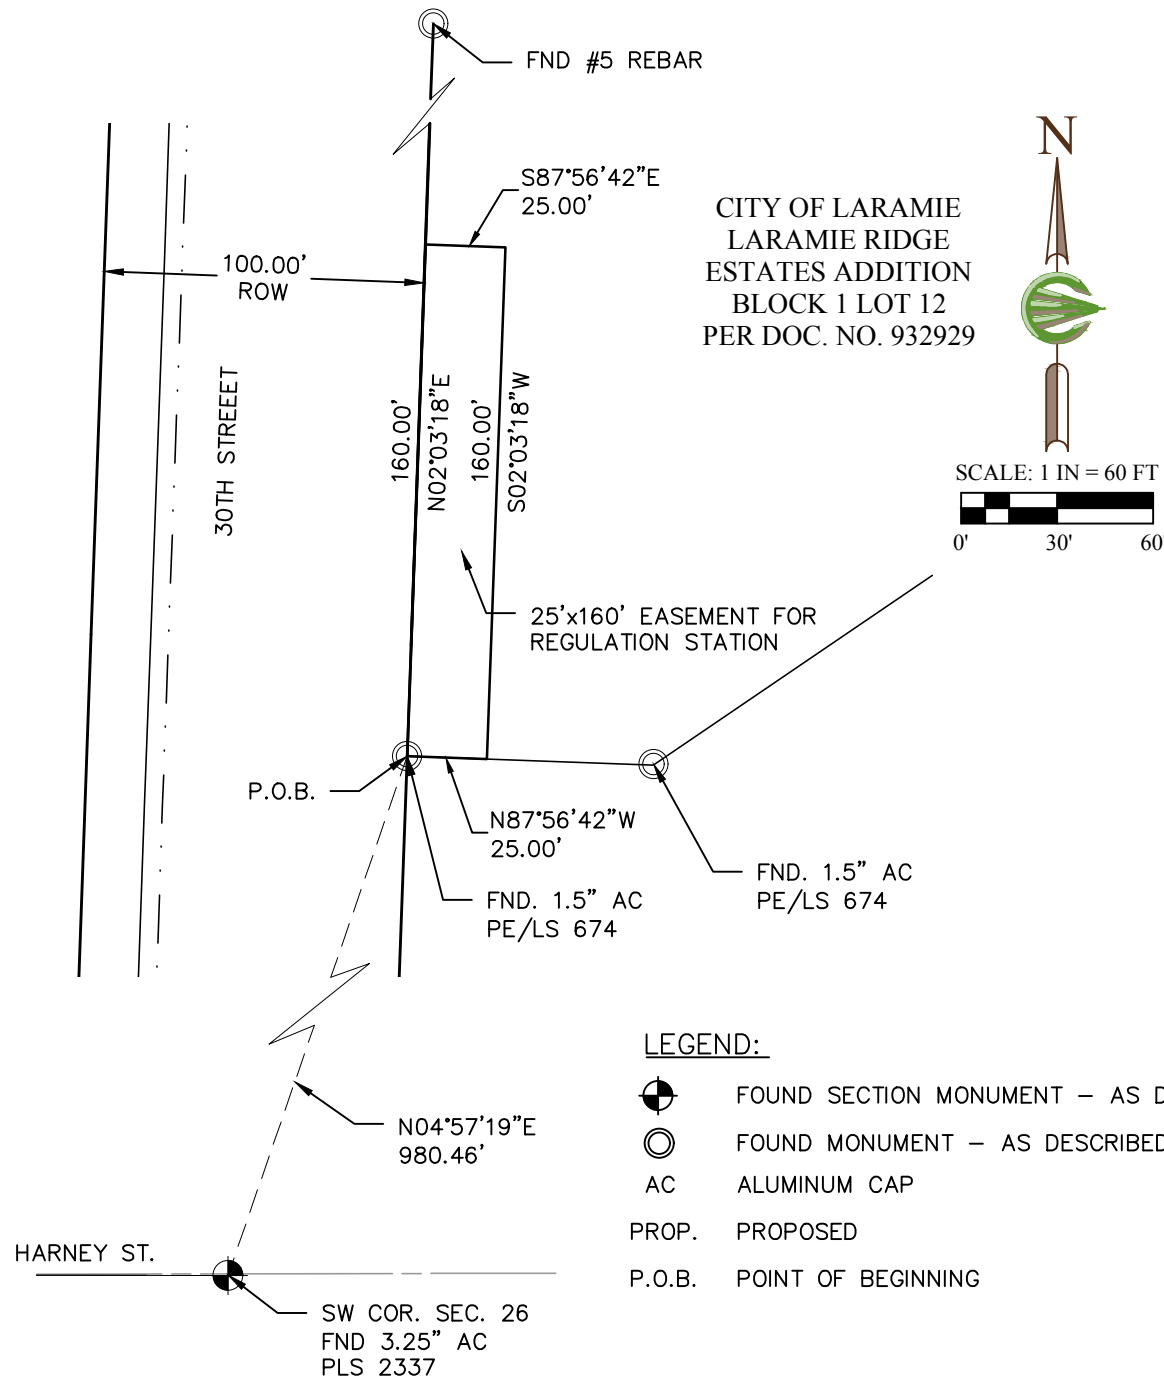 FND #5 REBAR
N
S87°56'42"E
25.00'
CITY OF LARAMIE
LARAMIE RIDGE
ESTATES ADDITION
BLOCK 1 LOT 12
PER DOC. NO. 932929
100.00'
ROW
30TH STREEET
160.00'
N02°03'18"E
160.00'
S02°03'18"W
SCALE: 1 IN = 60 FT
0' 30' 60'
25'x160' EASEMENT FOR
REGULATION STATION
P.O.B.
N87°56'42"W
25.00'
FND. 1.5" AC
PE/LS 674
FND. 1.5" AC
PE/LS 674
LEGEND:
FOUND SECTION MONUMENT – AS D
FOUND MONUMENT – AS DESCRIBED
AC ALUMINUM CAP
PROP. PROPOSED
P.O.B. POINT OF BEGINNING
N04°57'19"E
980.46'
HARNEY ST.
SW COR. SEC. 26
FND 3.25" AC
PLS 2337